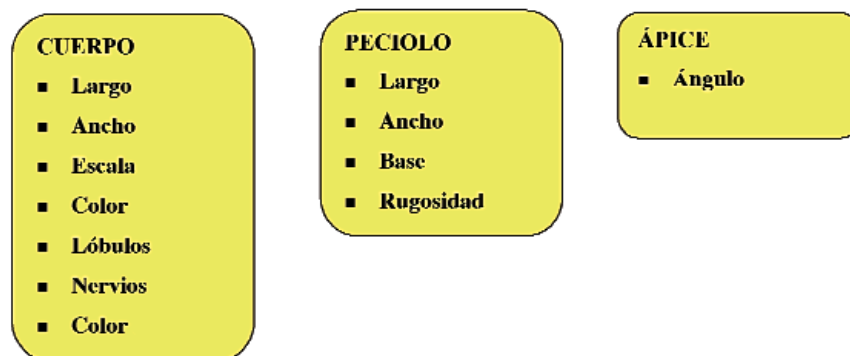 CUERPO
▪ Largo
▪ Ancho
▪ Escala
▪ Color
▪ Lóbulos
▪ Nervios
▪ Color
PECIOLO
▪ Largo
▪ Ancho
▪ Base
▪ Rugosidad
ÁPICE
▪ Ángulo